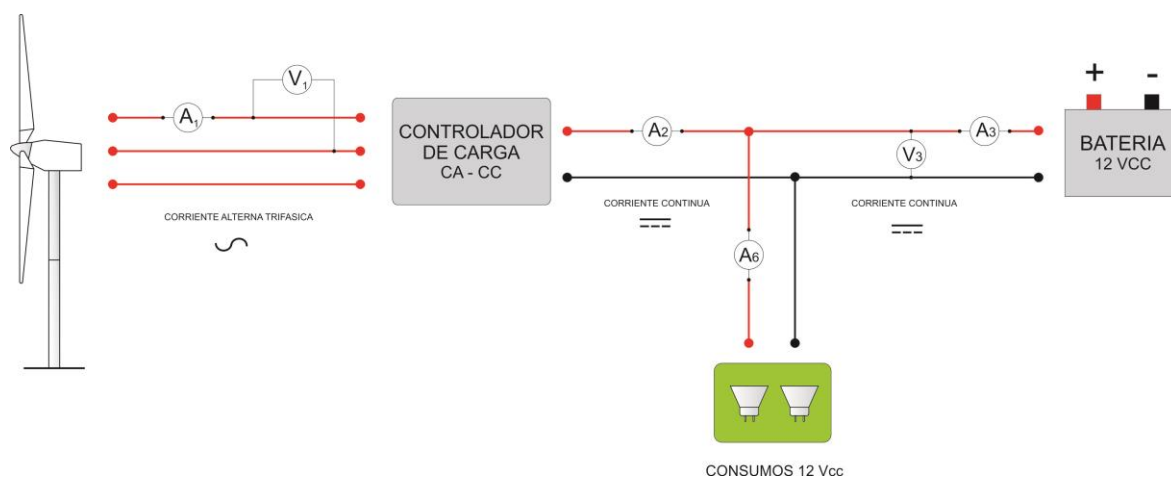 V1
A1
CORRIENTE ALTERNA TRIFASICA
CONTROLADOR
DE CARGA
CA - CC
A2
A3
V3
CORRIENTE CONTINUA
CORRIENTE CONTINUA
A6
+ -
BATERIA
12 VCC
CONSUMOS 12 Vcc